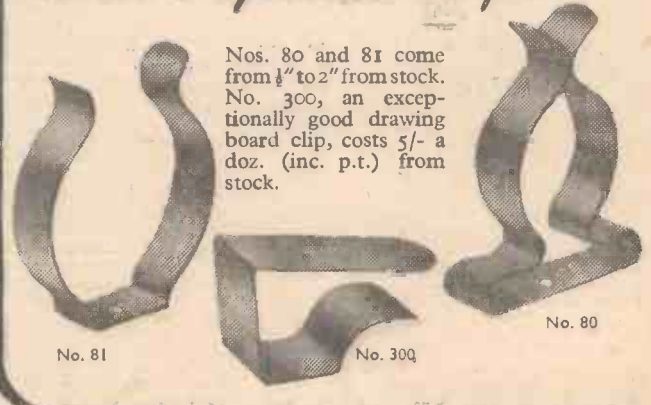 Nos. 80 and 81 come
from ½" to 2" from stock.
No. 300, an excep-
tionally good drawing
board clip, costs 5/- a
doz. (inc. p.t.) from
stock.
No. 81
No. 300
No. 80